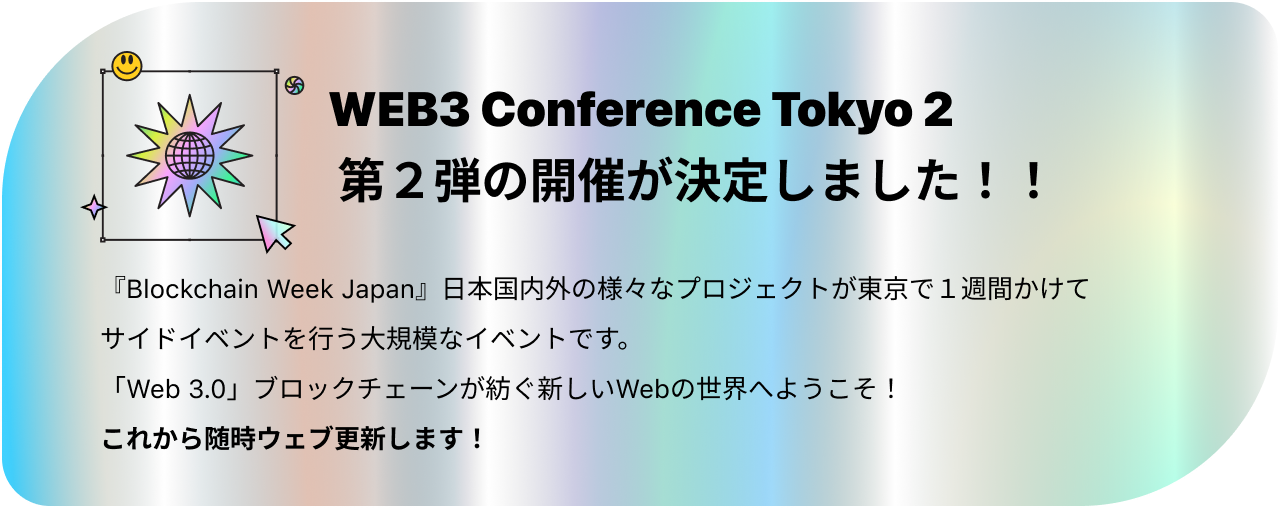 WEB3 Conference Tokyo 2
第２弾の開催が決定しました！！
『Blockchain Week Japan』日本国内外の様々なプロジェクトが東京で１週間かけて
サイドイベントを行う大規模なイベントです。
「Web 3.0」ブロックチェーンが紡ぐ新しいWebの世界へようこそ！
これから随時ウェブ更新します！